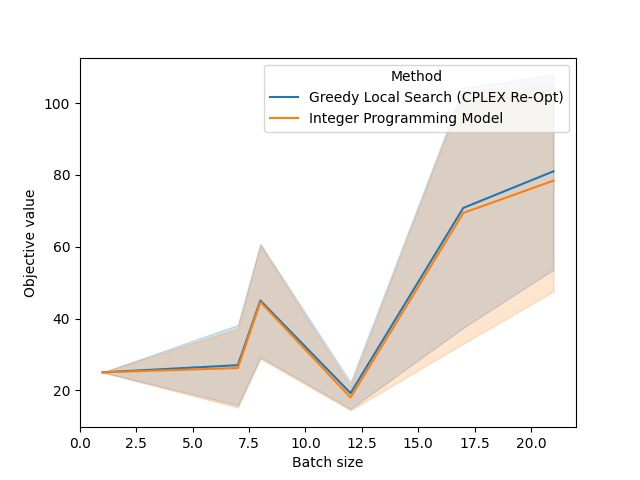 Method
Greedy Local Search (CPLEX Re-Opt)
Integer Programming Model
100
80
60
40
20
Objective value
0.0 2.5 5.0 7.5 10.0 12.5 15.0 17.5 20.0
Batch size